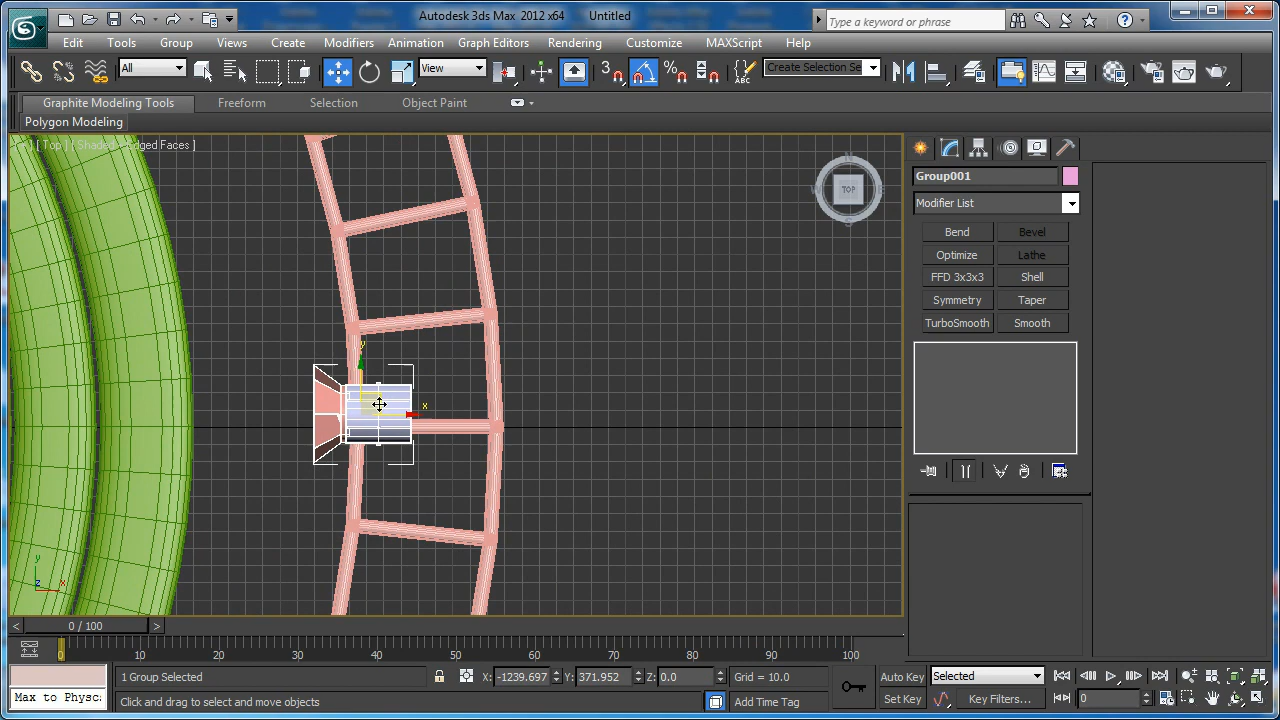 Autodesk 3ds Max 2012 x64 Untitled
Type a keyword or phrase
Edit Tools Group Views Create Modifiers Animation Graph Editors Rendering Customize MAXScript Help
All View 3 Create Selection Se
Graphite Modeling Tools Freeform Selection Object Paint
Polygon Modeling
[ Top ] [ Shaded + Edged Faces ]
N
TOP
S
Group001
Modifier List
Bend Bevel
Optimize Lathe
FFD 3x3x3 Shell
Symmetry Taper
TurboSmooth Smooth
y
x
y
z x
< 0 / 100 >
0 10 20 30 40 50 60 70 80 90 100
1 Group Selected X: -1239.697 Y: 371.952 Z: 0.0 Grid = 10.0 Auto Key Selected
Max to Physc: Click and drag to select and move objects Add Time Tag Set Key Key Filters... 0